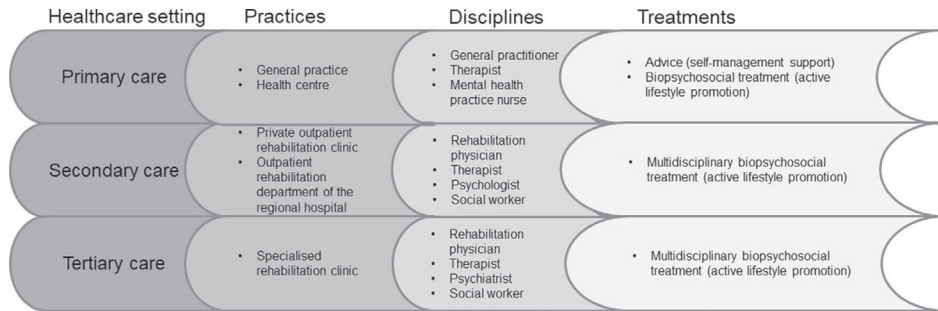 Healthcare setting
Practices
Disciplines
Treatments
Primary care
• General practice
• Health centre
• General practitioner
• Therapist
• Mental health
practice nurse
• Advice (self-management support)
• Biopsychosocial treatment (active
lifestyle promotion)
Secondary care
• Private outpatient
rehabilitation clinic
• Outpatient
rehabilitation
department of the
regional hospital
• Rehabilitation
physician
• Therapist
• Psychologist
• Social worker
• Multidisciplinary biopsychosocial
treatment (active lifestyle promotion)
Tertiary care
• Specialised
rehabilitation clinic
• Rehabilitation
physician
• Therapist
• Psychiatrist
• Social worker
• Multidisciplinary biopsychosocial
treatment (active lifestyle promotion)